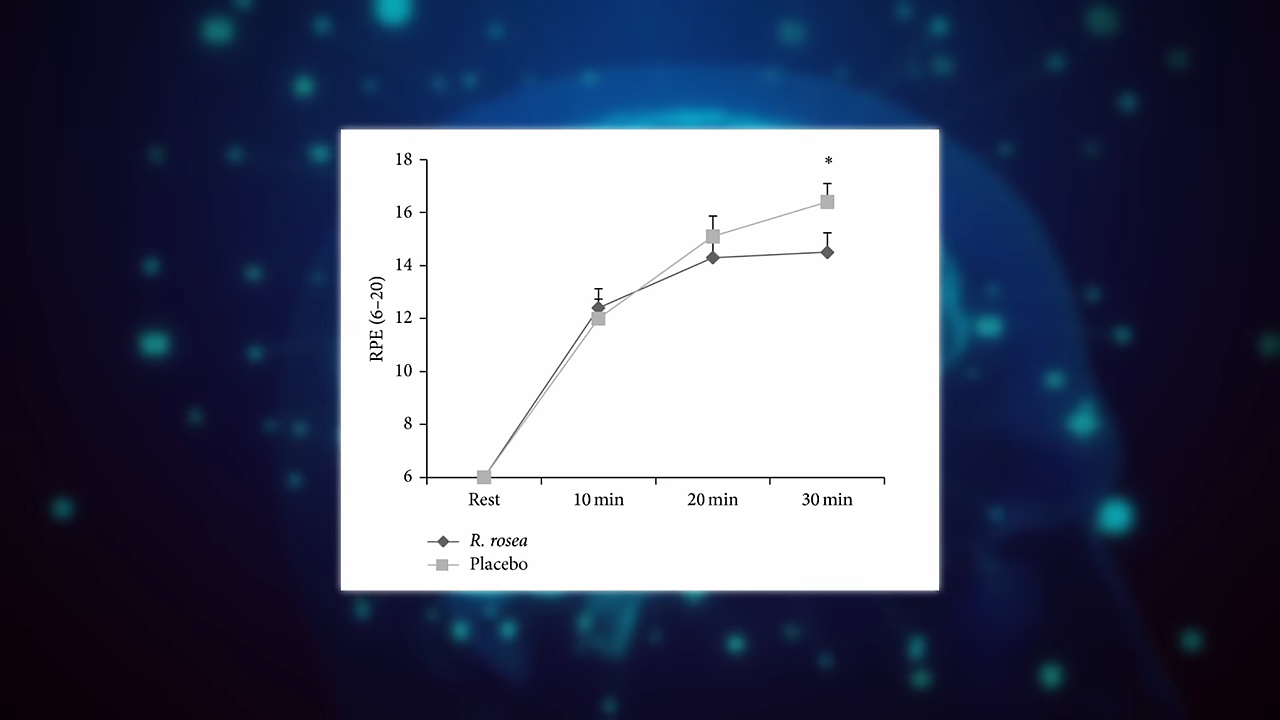 *
18
16
14
12
10
8
6
RPE (6–20)
Rest 10 min 20 min 30 min
R. rosea
Placebo